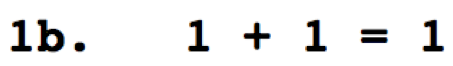 1b. 1 + 1 = 1